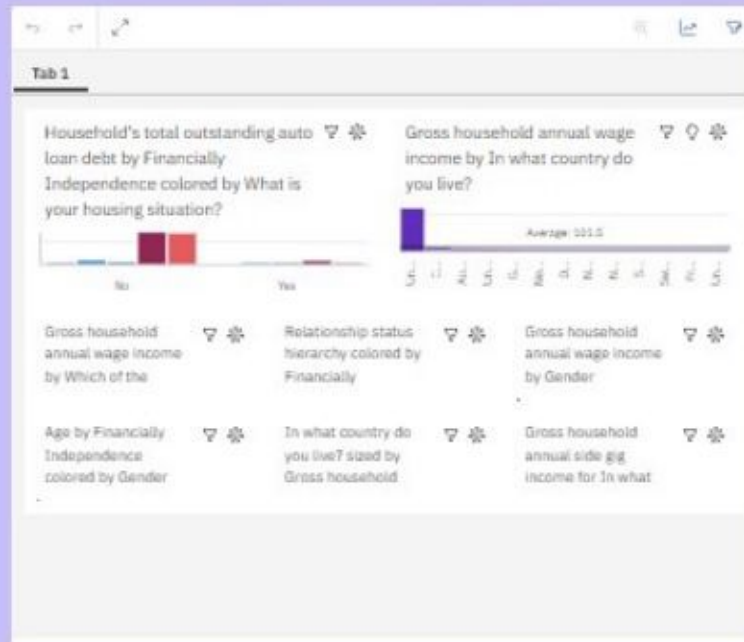 Tab 1
Household's total outstanding auto
loan debt by Financially
Independence colored by What is
your housing situation?
No
Yes
Gross household annual wage
income by In what country do
you live?
Un...
C...
Au...
Un...
G...
D...
N...
N...
S...
Un...
Gross household
annual wage income
by Which of the
Relationship status
hierarchy colored by
Financially
Gross household
annual wage income
by Gender
Age by Financially
Independence
colored by Gender
In what country do
you live? sized by
Gross household
Gross household
annual side gig
income for In what